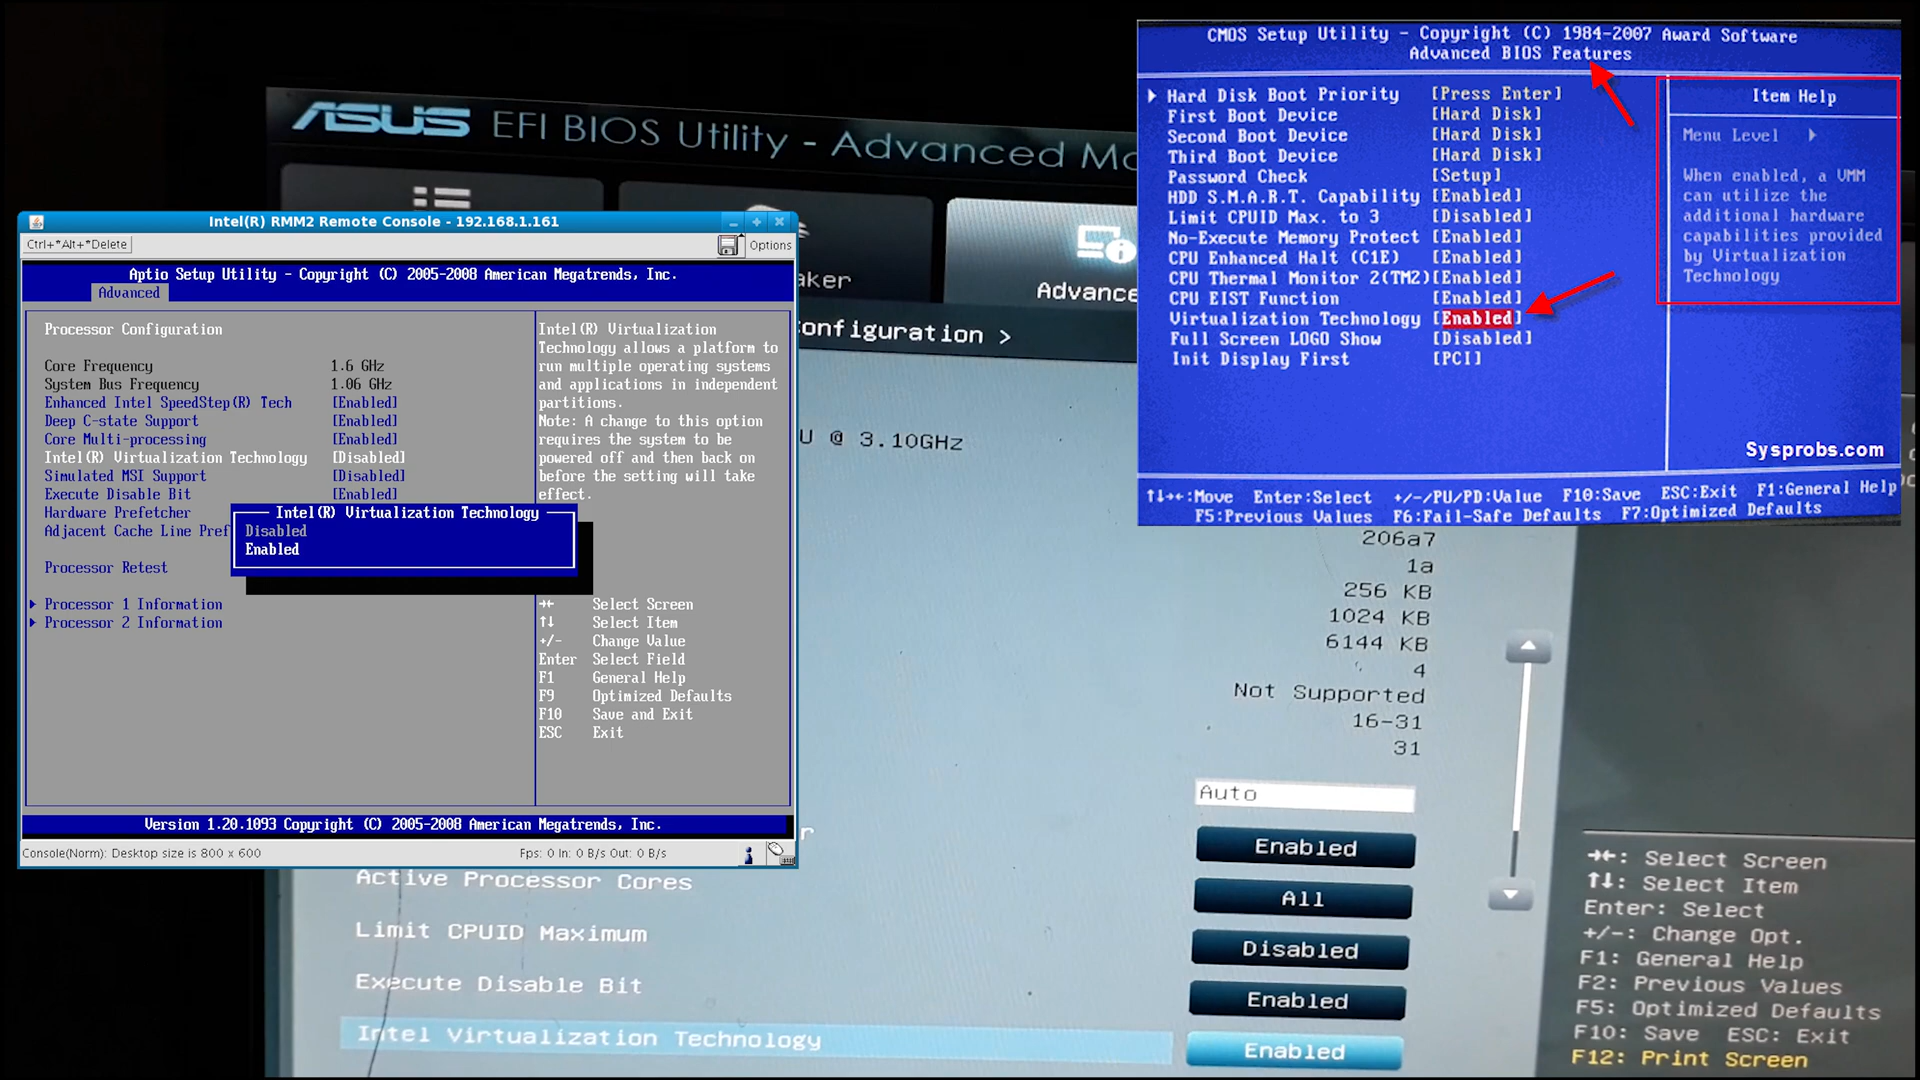 ASUS EFI BIOS Utility - Advanced Mo
aker
Advance
onfiguration >
U @ 3.10GHz
206a7
1a
256 KB
1024 KB
6144 KB
4
Not Supported
16-31
31
Auto
r
Enabled
Active Processor Cores All
Limit CPUID Maximum Disabled
Execute Disable Bit Enabled
Intel Virtualization Technology Enabled
→←: Select Screen
↑↓: Select Item
Enter: Select
+/-: Change Opt.
F1: General Help
F2: Previous Values
F5: Optimized Defaults
F10: Save ESC: Exit
F12: Print Screen
Intel(R) RMM2 Remote Console - 192.168.1.161
Ctrl+*Alt+*Delete Options
Aptio Setup Utility - Copyright (C) 2005-2008 American Megatrends, Inc.
Advanced
Processor Configuration
Core Frequency 1.6 GHz
System Bus Frequency 1.06 GHz
Enhanced Intel SpeedStep(R) Tech [Enabled]
Deep C-state Support [Enabled]
Core Multi-processing [Enabled]
Intel(R) Virtualization Technology [Disabled]
Simulated MSI Support [Disabled]
Execute Disable Bit [Enabled]
Hardware Prefetcher
Adjacent Cache Line Pref
Processor Retest
Processor 1 Information
Processor 2 Information
Intel(R) Virtualization Technology
Disabled
Enabled
Intel(R) Virtualization
Technology allows a platform to
run multiple operating systems
and applications in independent
partitions.
Note: A change to this option
requires the system to be
powered off and then back on
before the setting will take
effect.
→← Select Screen
↑↓ Select Item
+/- Change Value
Enter Select Field
F1 General Help
F9 Optimized Defaults
F10 Save and Exit
ESC Exit
Version 1.20.1093 Copyright (C) 2005-2008 American Megatrends, Inc.
Console(Norm): Desktop size is 800 x 600 Fps: 0 In: 0 B/s Out: 0 B/s
CMOS Setup Utility - Copyright (C) 1984-2007 Award Software
Advanced BIOS Features
Hard Disk Boot Priority [Press Enter]
First Boot Device [Hard Disk]
Second Boot Device [Hard Disk]
Third Boot Device [Hard Disk]
Password Check [Setup]
HDD S.M.A.R.T. Capability [Enabled]
Limit CPUID Max. to 3 [Disabled]
No-Execute Memory Protect [Enabled]
CPU Enhanced Halt (C1E) [Enabled]
CPU Thermal Monitor 2(TM2) [Enabled]
CPU EIST Function [Enabled]
Virtualization Technology [Enabled]
Full Screen LOGO Show [Disabled]
Init Display First [PCI]
Item Help
Menu Level
When enabled, a VMM
can utilize the
additional hardware
capabilities provided
by Virtualization
Technology
Sysprobs.com
↑↓→←:Move Enter:Select +/-/PU/PD:Value F10:Save ESC:Exit F1:General Help
F5:Previous Values F6:Fail-Safe Defaults F7:Optimized Defaults